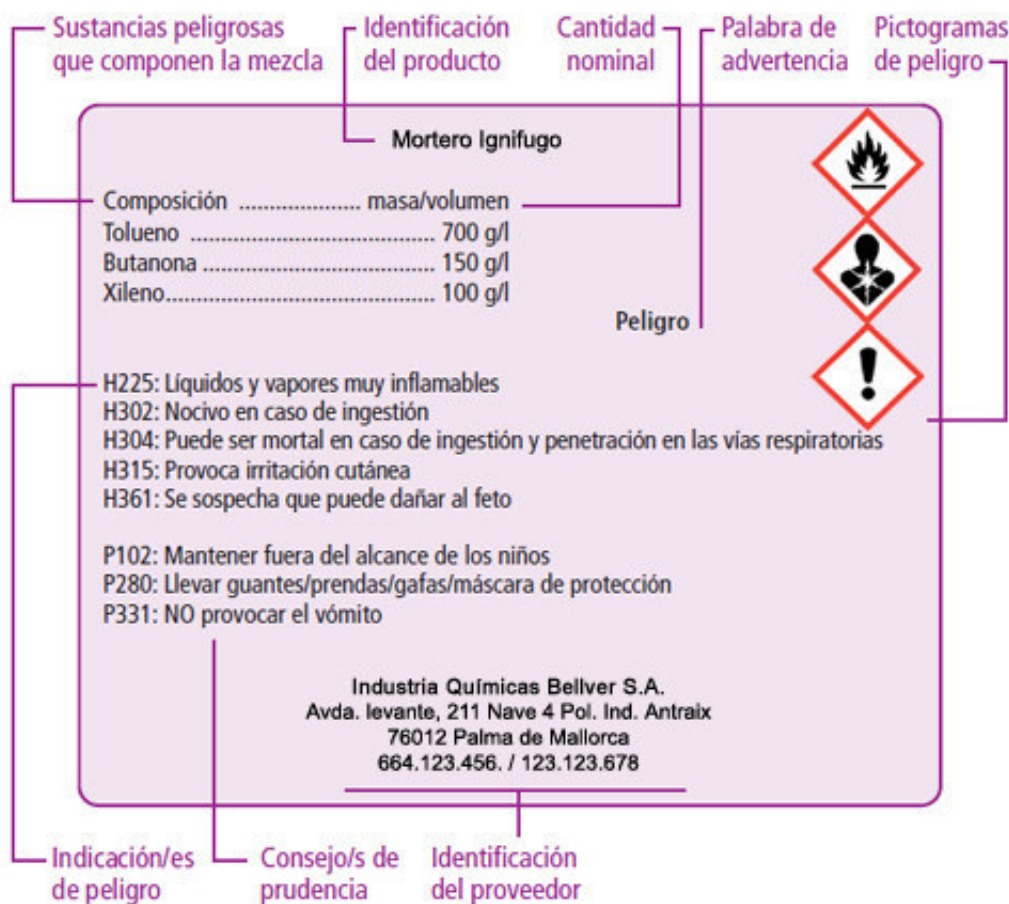 Sustancias peligrosas
que componen la mezcla
Identificación
del producto
Cantidad
nominal
Palabra de
advertencia
Pictogramas
de peligro
Mortero Ignifugo
Composición ..................... masa/volumen
Tolueno .......................................... 700 g/l
Butanona ........................................ 150 g/l
Xileno.............................................. 100 g/l
Peligro
H225: Líquidos y vapores muy inflamables
H302: Nocivo en caso de ingestión
H304: Puede ser mortal en caso de ingestión y penetración en las vías respiratorias
H315: Provoca irritación cutánea
H361: Se sospecha que puede dañar al feto
P102: Mantener fuera del alcance de los niños
P280: Llevar guantes/prendas/gafas/máscara de protección
P331: NO provocar el vómito
Industria Químicas Bellver S.A.
Avda. levante, 211 Nave 4 Pol. Ind. Antraix
76012 Palma de Mallorca
664.123.456. / 123.123.678
Indicación/es
de peligro
Consejo/s de
prudencia
Identificación
del proveedor